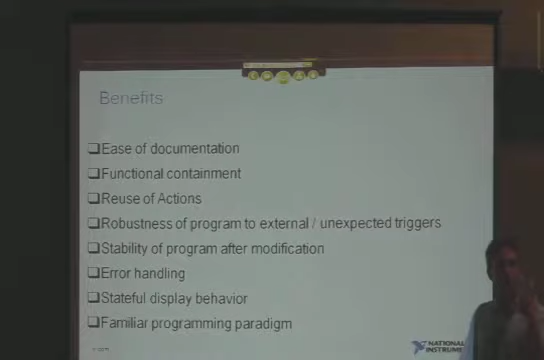 Benefits
❑Ease of documentation
❑Functional containment
❑Reuse of Actions
❑Robustness of program to external / unexpected triggers
❑Stability of program after modification
❑Error handling
❑Stateful display behavior
❑Familiar programming paradigm
NATIONAL
INSTRUME